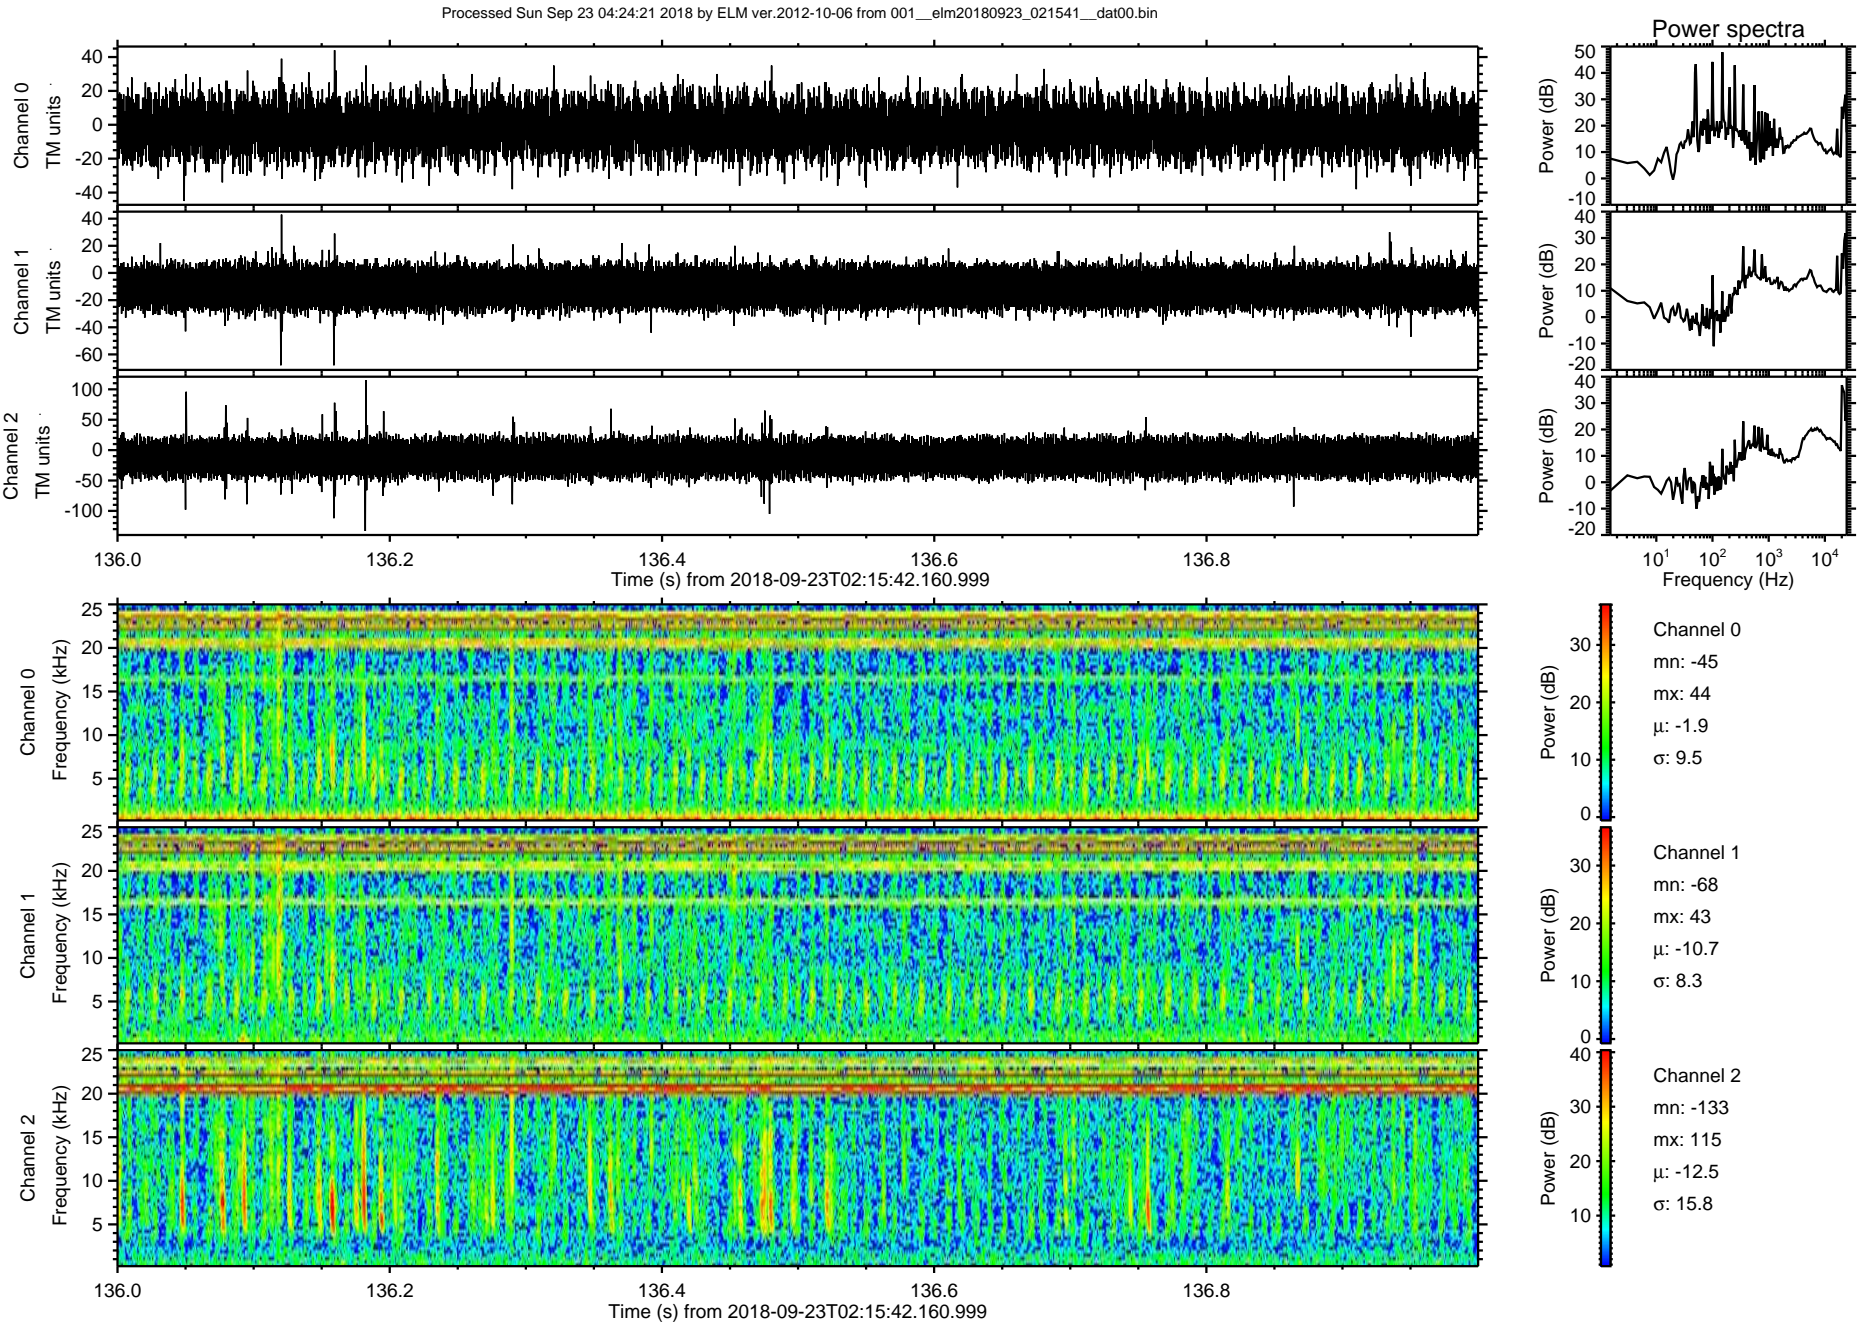 Processed Sun Sep 23 04:24:21 2018 by ELM ver.2012-10-06 from 001__elm20180923_021541__dat00.bin
Power spectra
Channel 0
TM units
40
20
0
-20
-40
Power (dB)
50
40
30
20
10
0
-10
Channel 1
TM units
40
20
0
-20
-40
-60
Power (dB)
40
30
20
10
0
-10
-20
Channel 2
TM units
100
50
0
-50
-100
Power (dB)
40
30
20
10
0
-10
-20
136.0 136.2 136.4 136.6 136.8
Time (s) from 2018-09-23T02:15:42.160.999
10^1 10^2 10^3 10^4
Frequency (Hz)
Channel 0
Frequency (kHz)
25
20
15
10
5
Power (dB)
30
20
10
0
Channel 0
mn: -45
mx: 44
μ: -1.9
σ: 9.5
Channel 1
Frequency (kHz)
25
20
15
10
5
Power (dB)
30
20
10
0
Channel 1
mn: -68
mx: 43
μ: -10.7
σ: 8.3
Channel 2
Frequency (kHz)
25
20
15
10
5
Power (dB)
40
30
20
10
Channel 2
mn: -133
mx: 115
μ: -12.5
σ: 15.8
136.0 136.2 136.4 136.6 136.8
Time (s) from 2018-09-23T02:15:42.160.999